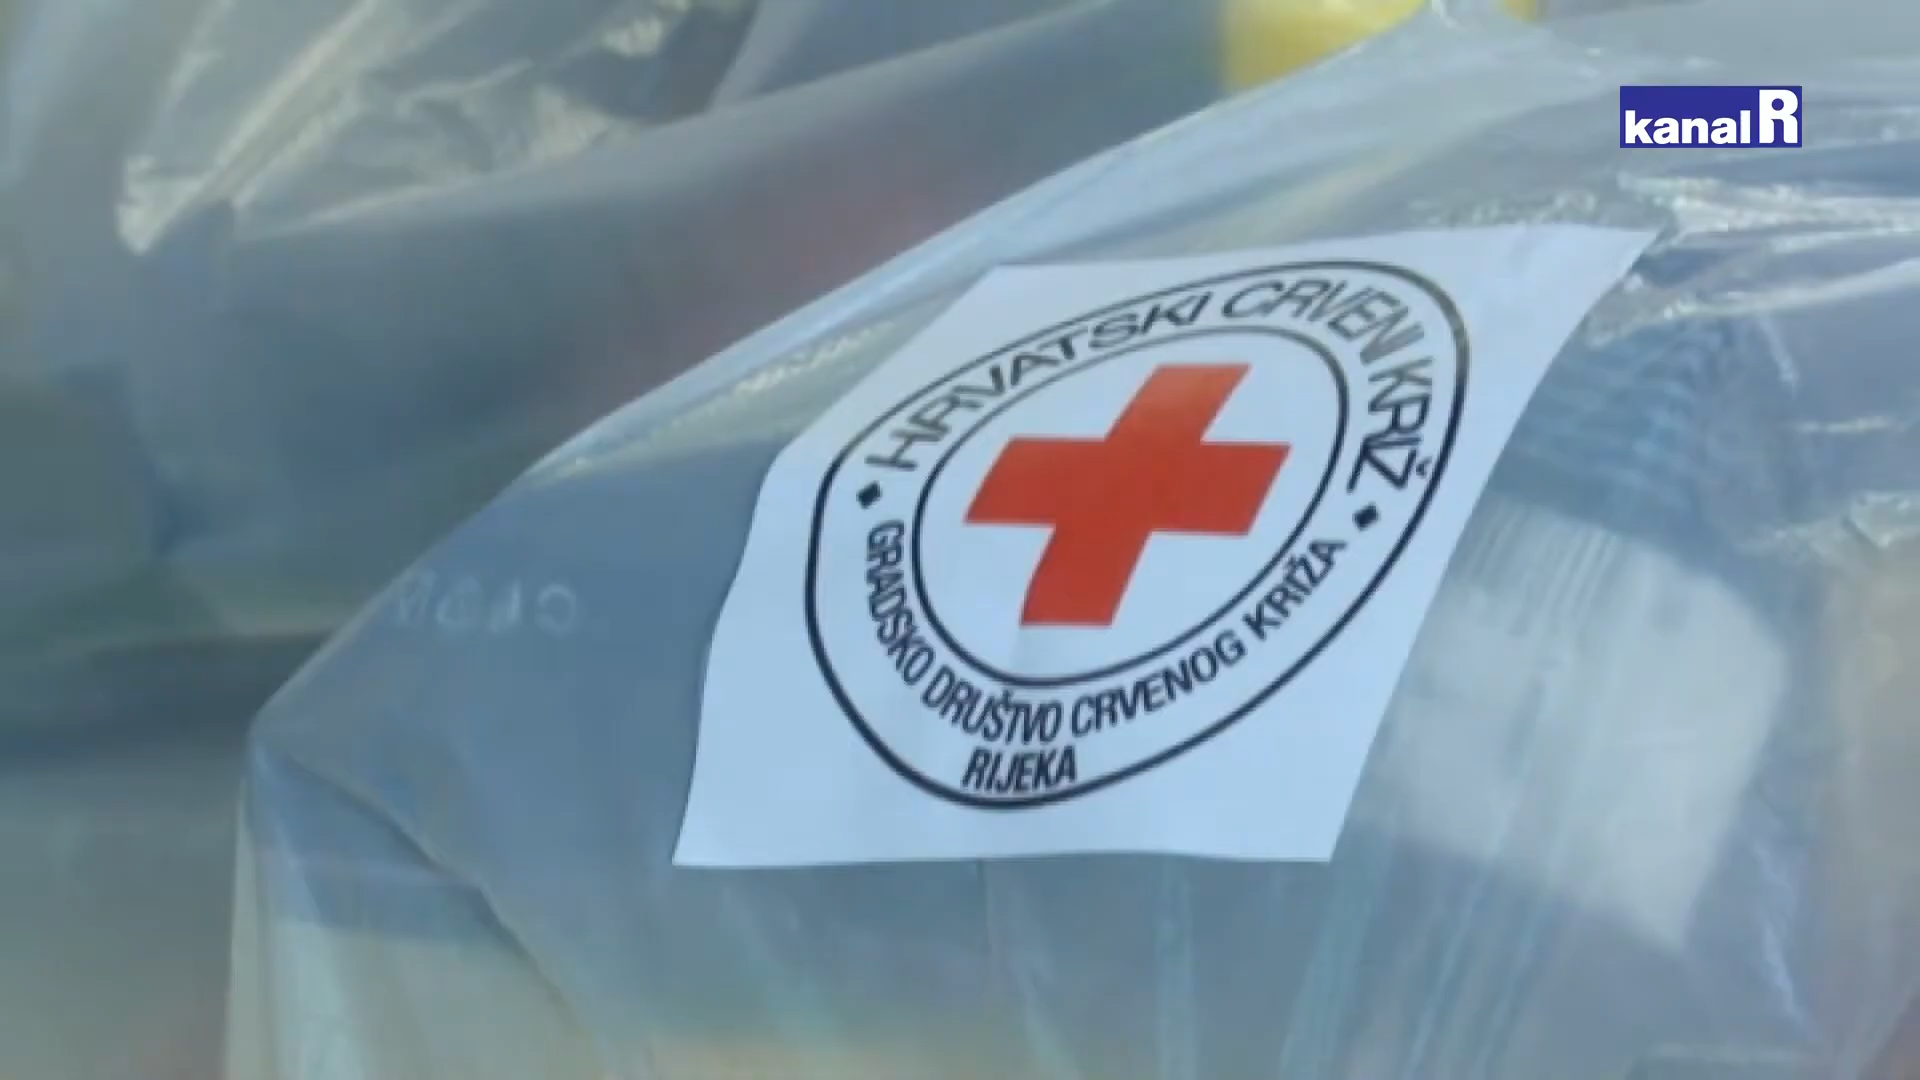 kanal R
HRVATSKI CRVENI KRIŽ
GRADSKO DRUŠTVO CRVENOG KRIŽA
RIJEKA